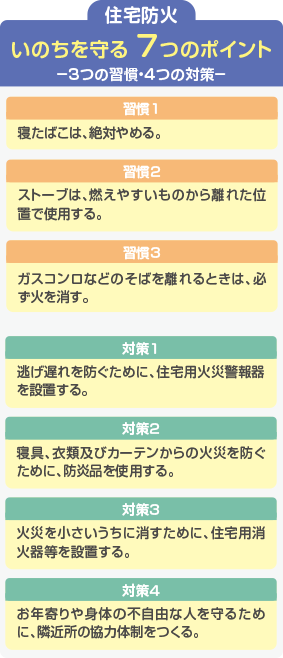 住宅防火
いのちを守る 7つのポイント
－3つの習慣・4つの対策－
習慣1
寝たばこは、絶対やめる。
習慣2
ストーブは、燃えやすいものから離れた位
置で使用する。
習慣3
ガスコンロなどのそばを離れるときは、必
ず火を消す。
対策1
逃げ遅れを防ぐために、住宅用火災警報器
を設置する。
対策2
寝具、衣類及びカーテンからの火災を防ぐ
ために、防炎品を使用する。
対策3
火災を小さいうちに消すために、住宅用消
火器等を設置する。
対策4
お年寄りや身体の不自由な人を守るため
に、隣近所の協力体制をつくる。